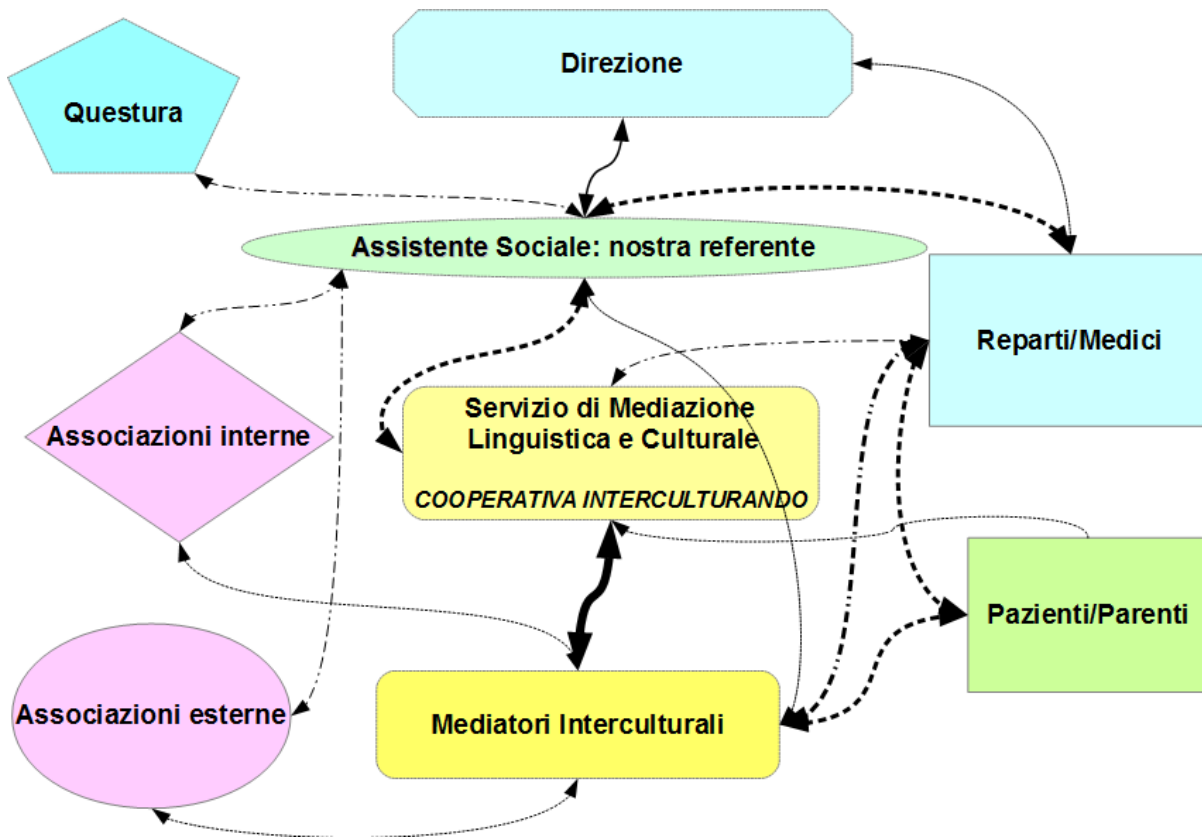 Direzione
Questura
Assistente Sociale: nostra referente
Reparti/Medici
Servizio di Mediazione
Linguistica e Culturale
COOPERATIVA INTERCULTURANDO
Associazioni interne
Pazienti/Parenti
Associazioni esterne
Mediatori Interculturali